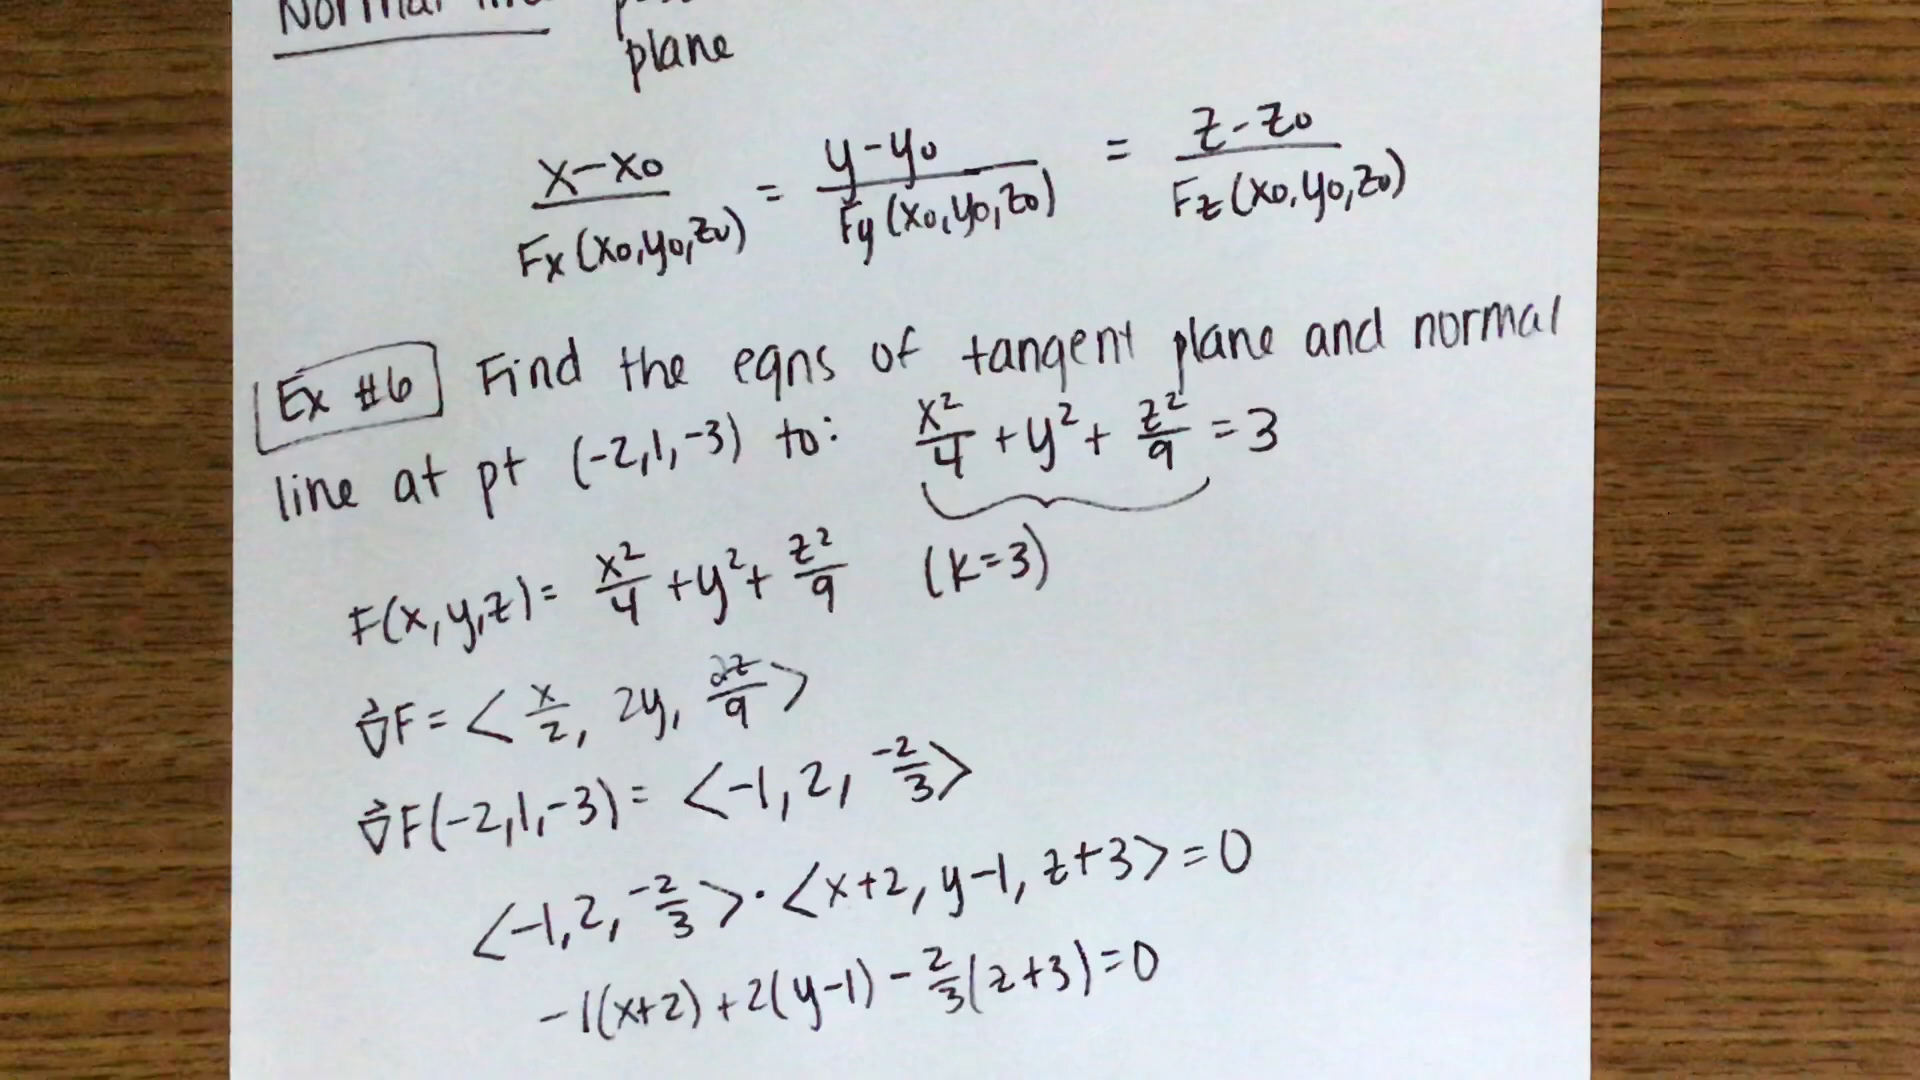 Normal
plane
x-x₀/Fx(x₀,y₀,z₀) = y-y₀/Fy(x₀,y₀,z₀) = z-z₀/Fz(x₀,y₀,z₀)
Ex #6 Find the eqns of tangent plane and normal
line at pt (-2,1,-3) to: x²/4 + y² + z²/9 = 3
F(x,y,z) = x²/4 + y² + z²/9 (k=3)
∇⃗F = <x/2, 2y, 2z/9>
∇⃗F(-2,1,-3) = <-1, 2, -2/3>
<-1, 2, -2/3> · <x+2, y-1, z+3> = 0
-1(x+2) + 2(y-1) - 2/3(z+3) = 0